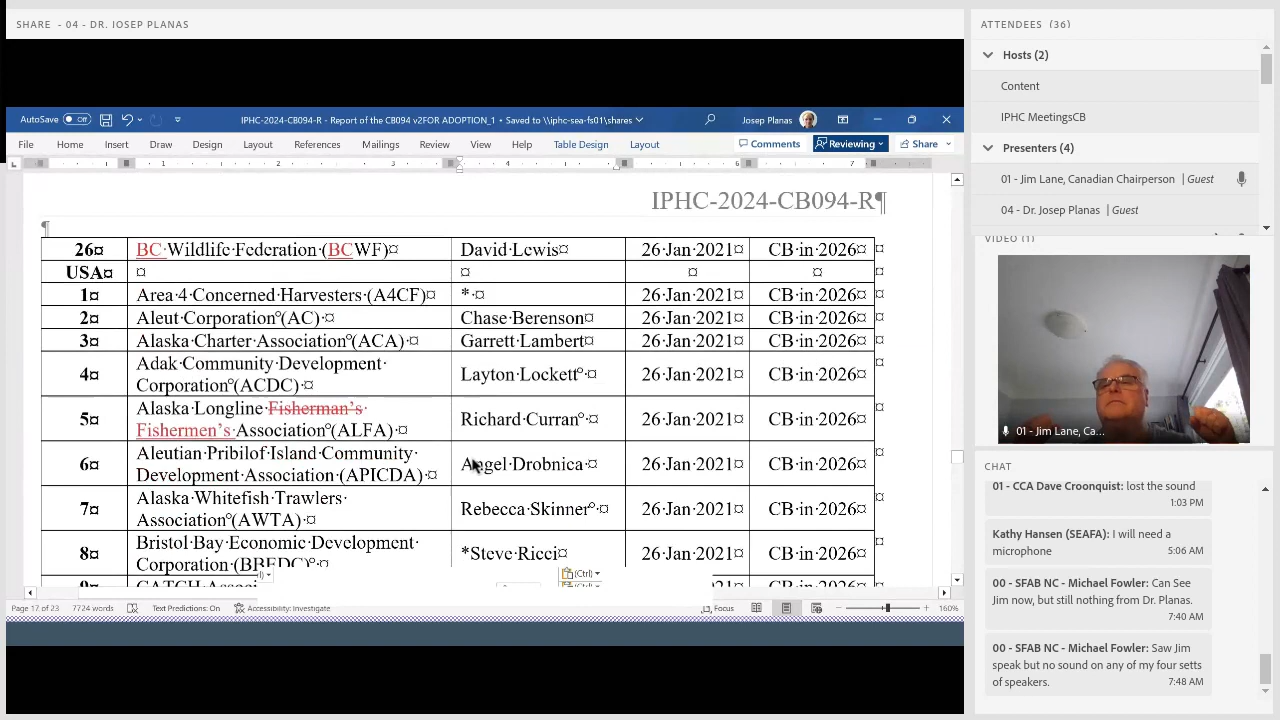 SHARE - 04 - DR. JOSEP PLANAS
AutoSave Off
IPHC-2024-CB094-R - Report of the CB094 v2FOR ADOPTION_1 • Saved to \\iphc-sea-fs01\shares
Josep Planas
File Home Insert Draw Design Layout References Mailings Review View Help Table Design Layout
Comments Reviewing Share
1 2 3 4 6 7
IPHC-2024-CB094-R¶
¶
26¤ BC·Wildlife·Federation·(BCWF)¤ David·Lewis¤ 26·Jan·2021¤ CB·in·2026¤ ¤
USA¤ ¤ ¤ ¤ ¤ ¤
1¤ Area·4·Concerned·Harvesters·(A4CF)¤ *·¤ 26·Jan·2021¤ CB·in·2026¤ ¤
2¤ Aleut·Corporation°(AC)·¤ Chase·Berenson¤ 26·Jan·2021¤ CB·in·2026¤ ¤
3¤ Alaska·Charter·Association°(ACA)·¤ Garrett·Lambert¤ 26·Jan·2021¤ CB·in·2026¤ ¤
4¤ Adak·Community·Development·
Corporation°(ACDC)·¤ Layton·Lockett°·¤ 26·Jan·2021¤ CB·in·2026¤ ¤
5¤ Alaska·Longline·Fisherman's·
Fishermen's·Association°(ALFA)·¤ Richard·Curran°·¤ 26·Jan·2021¤ CB·in·2026¤ ¤
6¤ Aleutian·Pribilof·Island·Community·
Development·Association·(APICDA)·¤ Angel·Drobnica·¤ 26·Jan·2021¤ CB·in·2026¤ ¤
7¤ Alaska·Whitefish·Trawlers·
Association°(AWTA)·¤ Rebecca·Skinner°·¤ 26·Jan·2021¤ CB·in·2026¤ ¤
8¤ Bristol·Bay·Economic·Development·
Corporation·(BBEDC)°¤ *Steve·Ricci¤ 26·Jan·2021¤ CB·in·2026¤ ¤
(Ctrl)
Page 17 of 23 7724 words Text Predictions: On Accessibility: Investigate Focus 160%
ATTENDEES (36)
Hosts (2)
Content
IPHC MeetingsCB
Presenters (4)
01 - Jim Lane, Canadian Chairperson | Guest
04 - Dr. Josep Planas | Guest
VIDEO (1)
01 - Jim Lane, Ca...
CHAT
01 - CCA Dave Croonquist: lost the sound
1:03 PM
Kathy Hansen (SEAFA): I will need a
microphone
5:06 AM
00 - SFAB NC - Michael Fowler: Can See
Jim now, but still nothing from Dr. Planas.
7:40 AM
00 - SFAB NC - Michael Fowler: Saw Jim
speak but no sound on any of my four setts
of speakers.
7:48 AM